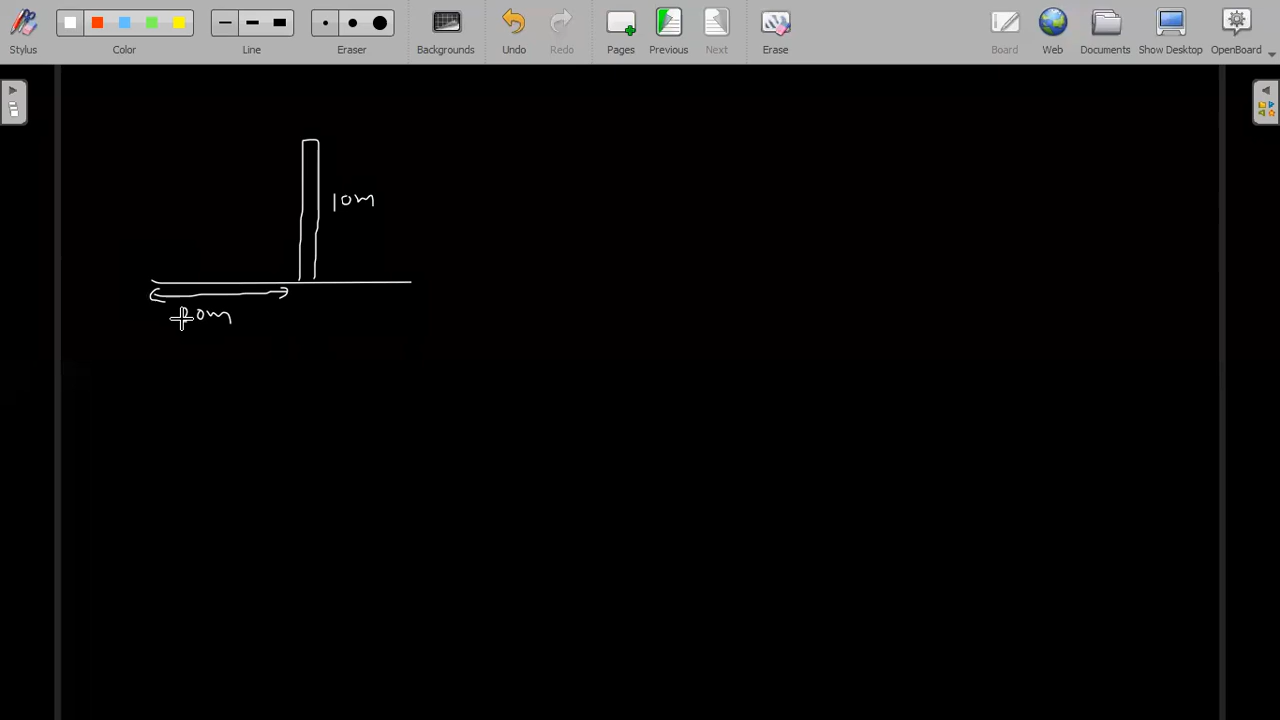 Stylus
Color
Line
Eraser
Backgrounds
Undo
Redo
Pages
Previous
Next
Erase
Board
Web
Documents
Show Desktop
OpenBoard
10m